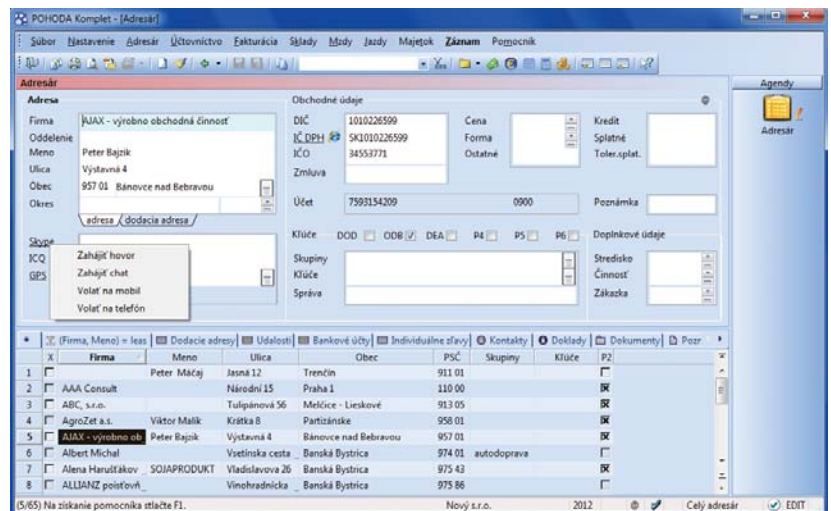 POHODA Komplet - [Adresár]
Súbor Nastavenie Adresár Účtovníctvo Fakturácia Sklady Mzdy Jazdy Majetok Záznam Pomocník
Adresár
Agendy
Adresár
Adresa
Firma AJAX - výrobno obchodná činnosť
Oddelenie
Meno Peter Bajzik
Ulica Výstavná 4
Obec 957 01 Bánovce nad Bebravou
Okres
adresa dodacia adresa
Skype
ICQ
GPS
Zahájiť hovor
Zahájiť chat
Volať na mobil
Volať na telefón
Obchodné údaje @
DIČ 1010226599 Cena Kredit
IČ DPH SK1010226599 Forma Splatné
IČO 34553771 Ostatné Toler.splat.
Zmluva
Účet 7593154209 0900 Poznámka
Kľúče DOD ODB DEA P4 P5 P6 Doplnkové údaje
Skupiny Stredisko
Kľúče Činnosť
Správa Zákazka
* (Firma, Meno) = leas Dodacie adresy Udalosti Bankové účty Individuálne zľavy Kontakty Doklady Dokumenty Pozr
X Firma Meno Ulica Obec PSČ Skupiny Kľúče P2
1 Peter Máčaj Jasná 12 Trenčín 911 01
2 AAA Consult Národní 15 Praha 1 110 00
3 ABC, s.r.o. Tulipánová 56 Melčice - Lieskové 913 05
4 AgroZet a.s. Viktor Malík Krátka 8 Partizánske 958 01
5 AJAX - výrobno ob Peter Bajzik Výstavná 4 Bánovce nad Bebravou 957 01
6 Albert Michal Vsetínska cesta Banská Bystrica 974 01 autodoprava
7 Alena Harušťákov SOJAPRODUKT Vladislavova 26 Banská Bystrica 975 43
8 ALLIANZ poisťovň Vinohradnícka Banská Bystrica 975 86
(5/65) Na získanie pomocníka stlačte F1. Nový s.r.o. 2012 @ Celý adresár EDIT